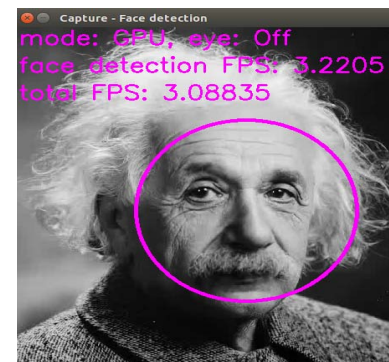 Capture - Face detection
mode: CPU, eye: Off
face detection FPS: 3.2205
total FPS: 3.08835